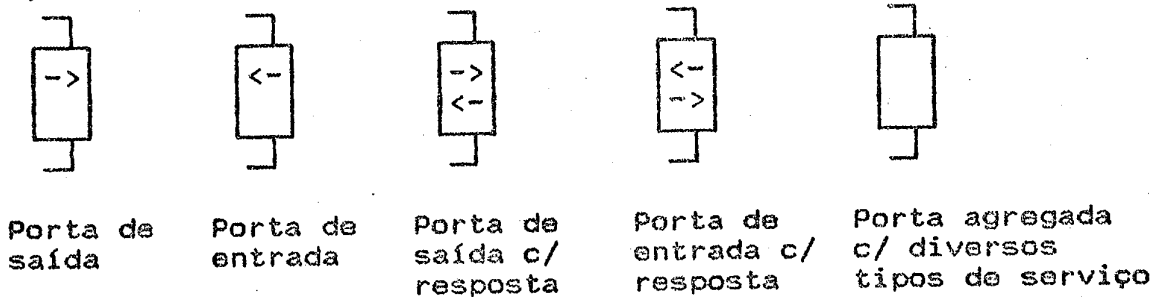 -> <- -> <-
<- ->
Porta de Porta de Porta de Porta de Porta agregada
saída entrada saída c/ entrada c/ c/ diversos
resposta resposta tipos de serviço